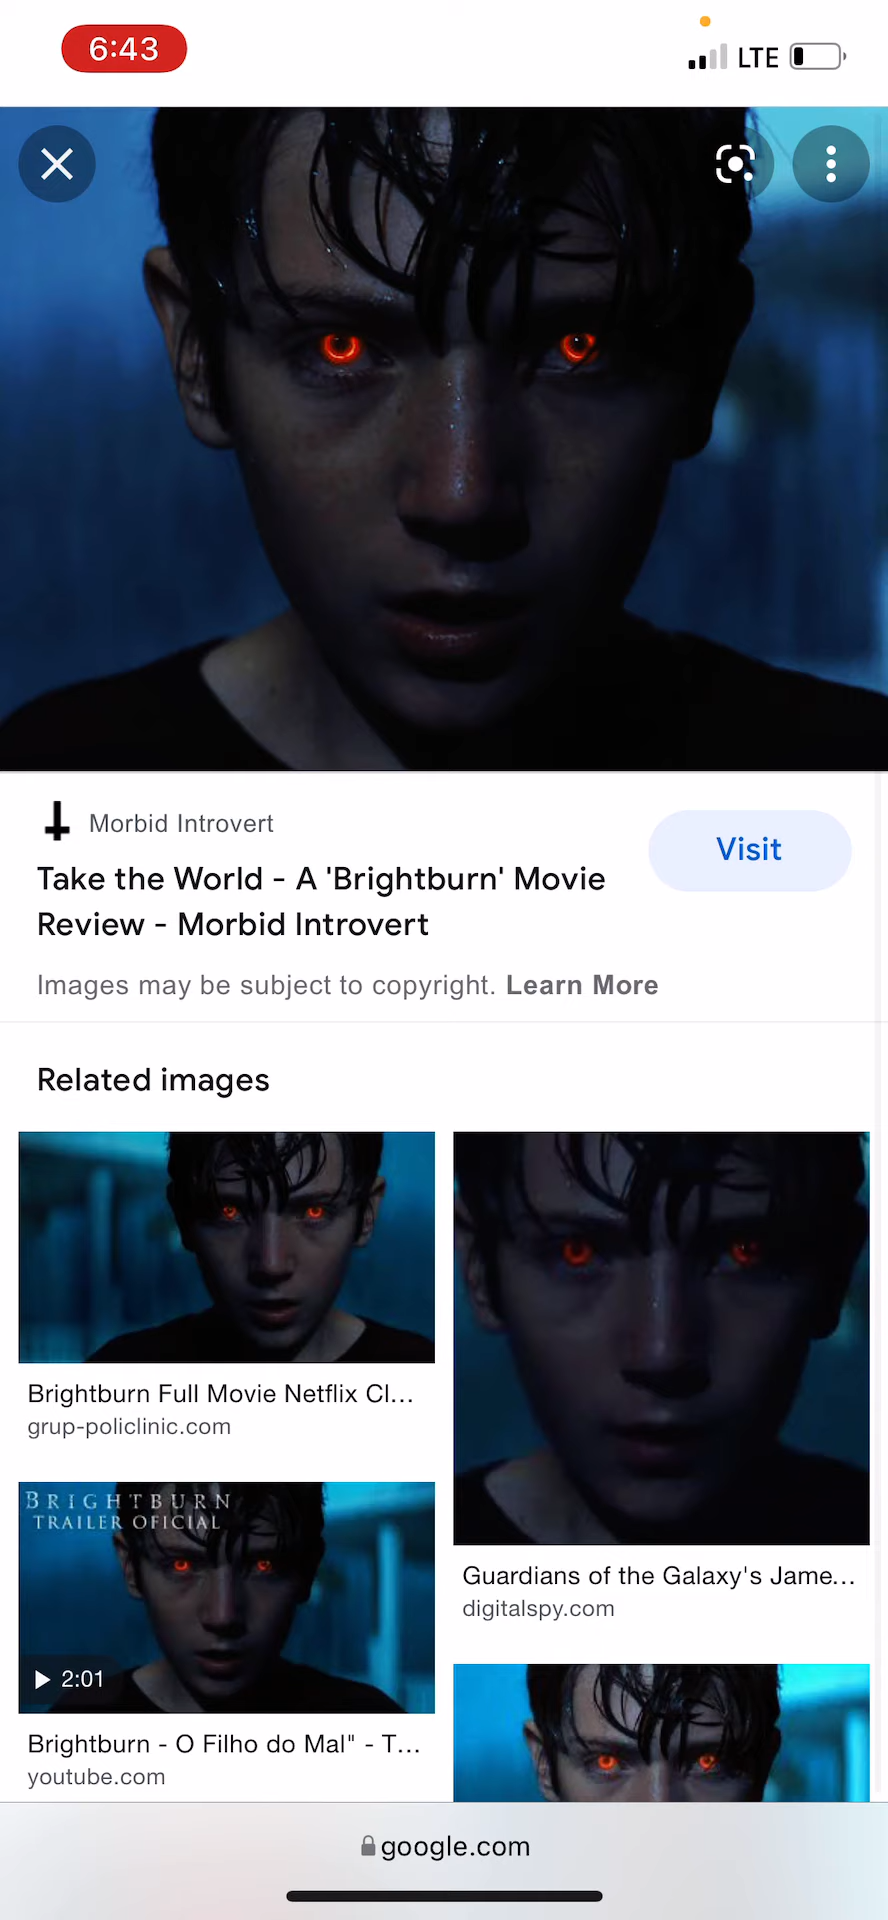 6:43
LTE
Morbid Introvert
Visit
Take the World - A 'Brightburn' Movie
Review - Morbid Introvert
Images may be subject to copyright. Learn More
Related images
Brightburn Full Movie Netflix Cl...
grup-policlinic.com
BRIGHTBURN
TRAILER OFICIAL
2:01
Brightburn - O Filho do Mal" - T...
youtube.com
Guardians of the Galaxy's Jame...
digitalspy.com
google.com